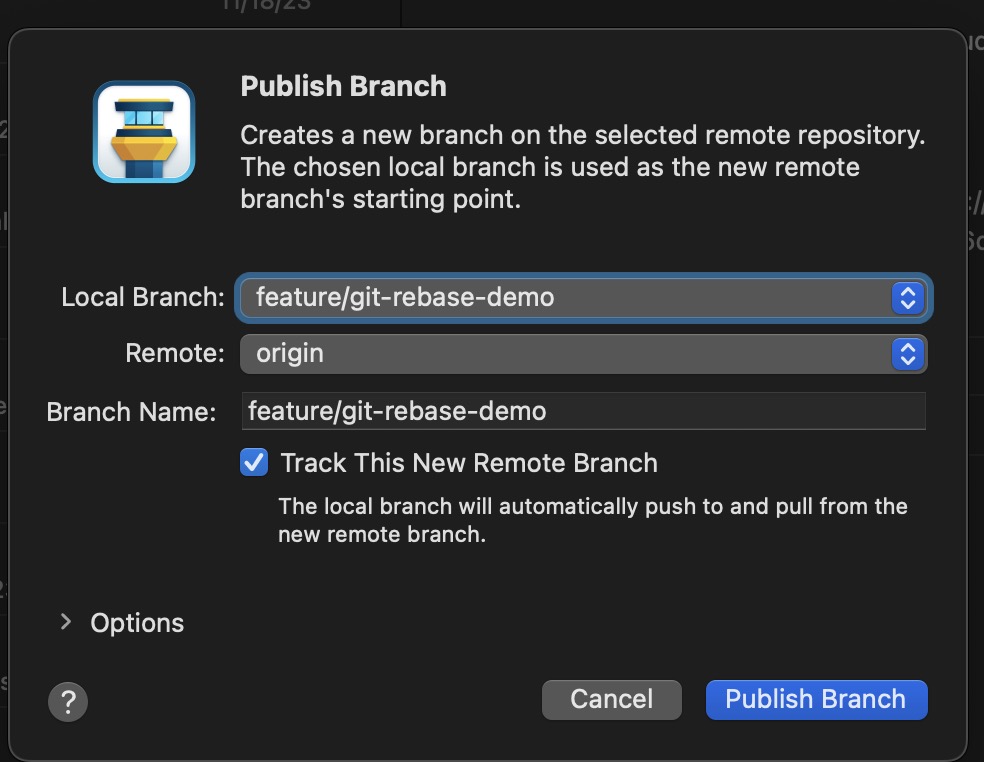 11/18/23
Publish Branch
Creates a new branch on the selected remote repository.
The chosen local branch is used as the new remote
branch's starting point.
Local Branch: feature/git-rebase-demo
Remote: origin
Branch Name: feature/git-rebase-demo
Track This New Remote Branch
The local branch will automatically push to and pull from the
new remote branch.
Options
?
Cancel
Publish Branch